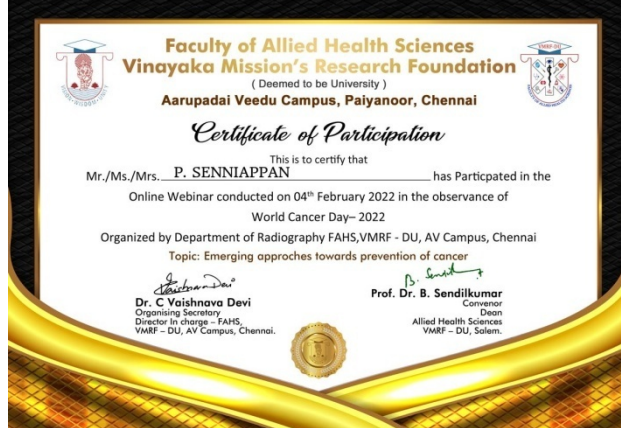 Faculty of Allied Health Sciences
Vinayaka Mission's Research Foundation
( Deemed to be University )
Aarupadai Veedu Campus, Paiyanoor, Chennai
VMRF-DU
Certificate of Participation
This is to certify that
Mr./Ms./Mrs. P. SENNIAPPAN has Particpated in the
Online Webinar conducted on 04th February 2022 in the observance of
World Cancer Day– 2022
Organized by Department of Radiography FAHS,VMRF - DU, AV Campus, Chennai
Topic: Emerging approches towards prevention of cancer
Dr. C Vaishnava Devi
Organising Secretary
Director In charge – FAHS,
VMRF – DU, AV Campus, Chennai.
Prof. Dr. B. Sendilkumar
Convenor
Dean
Allied Health Sciences
VMRF – DU, Salem.